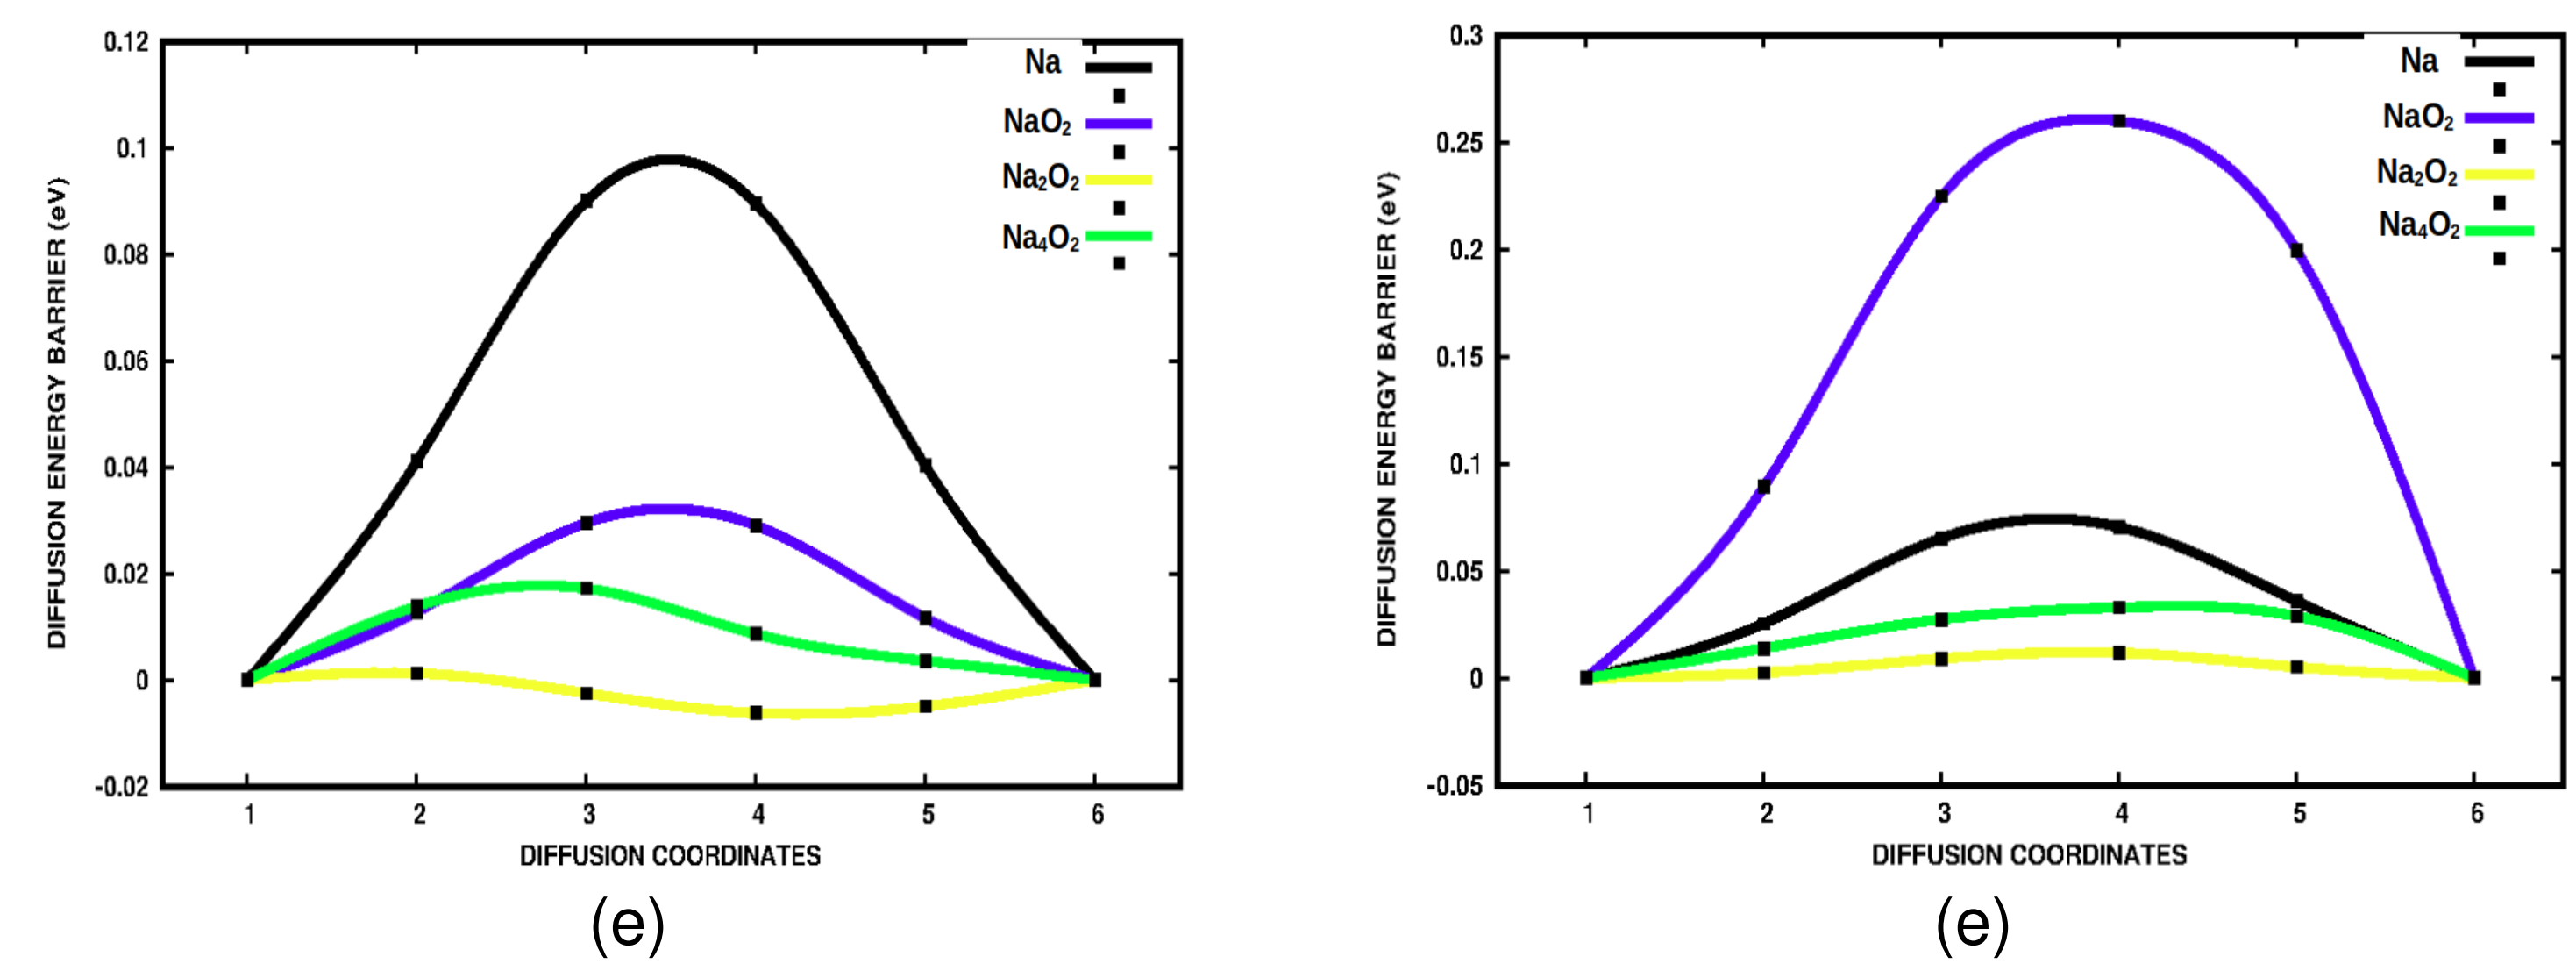 0.12
0.1
0.08
0.06
0.04
0.02
0
-0.02
DIFFUSION ENERGY BARRIER (eV)
Na
NaO₂
Na₂O₂
Na₄O₂
1 2 3 4 5 6
DIFFUSION COORDINATES
(e)
0.3
0.25
0.2
0.15
0.1
0.05
0
-0.05
DIFFUSION ENERGY BARRIER (eV)
Na
NaO₂
Na₂O₂
Na₄O₂
1 2 3 4 5 6
DIFFUSION COORDINATES
(e)